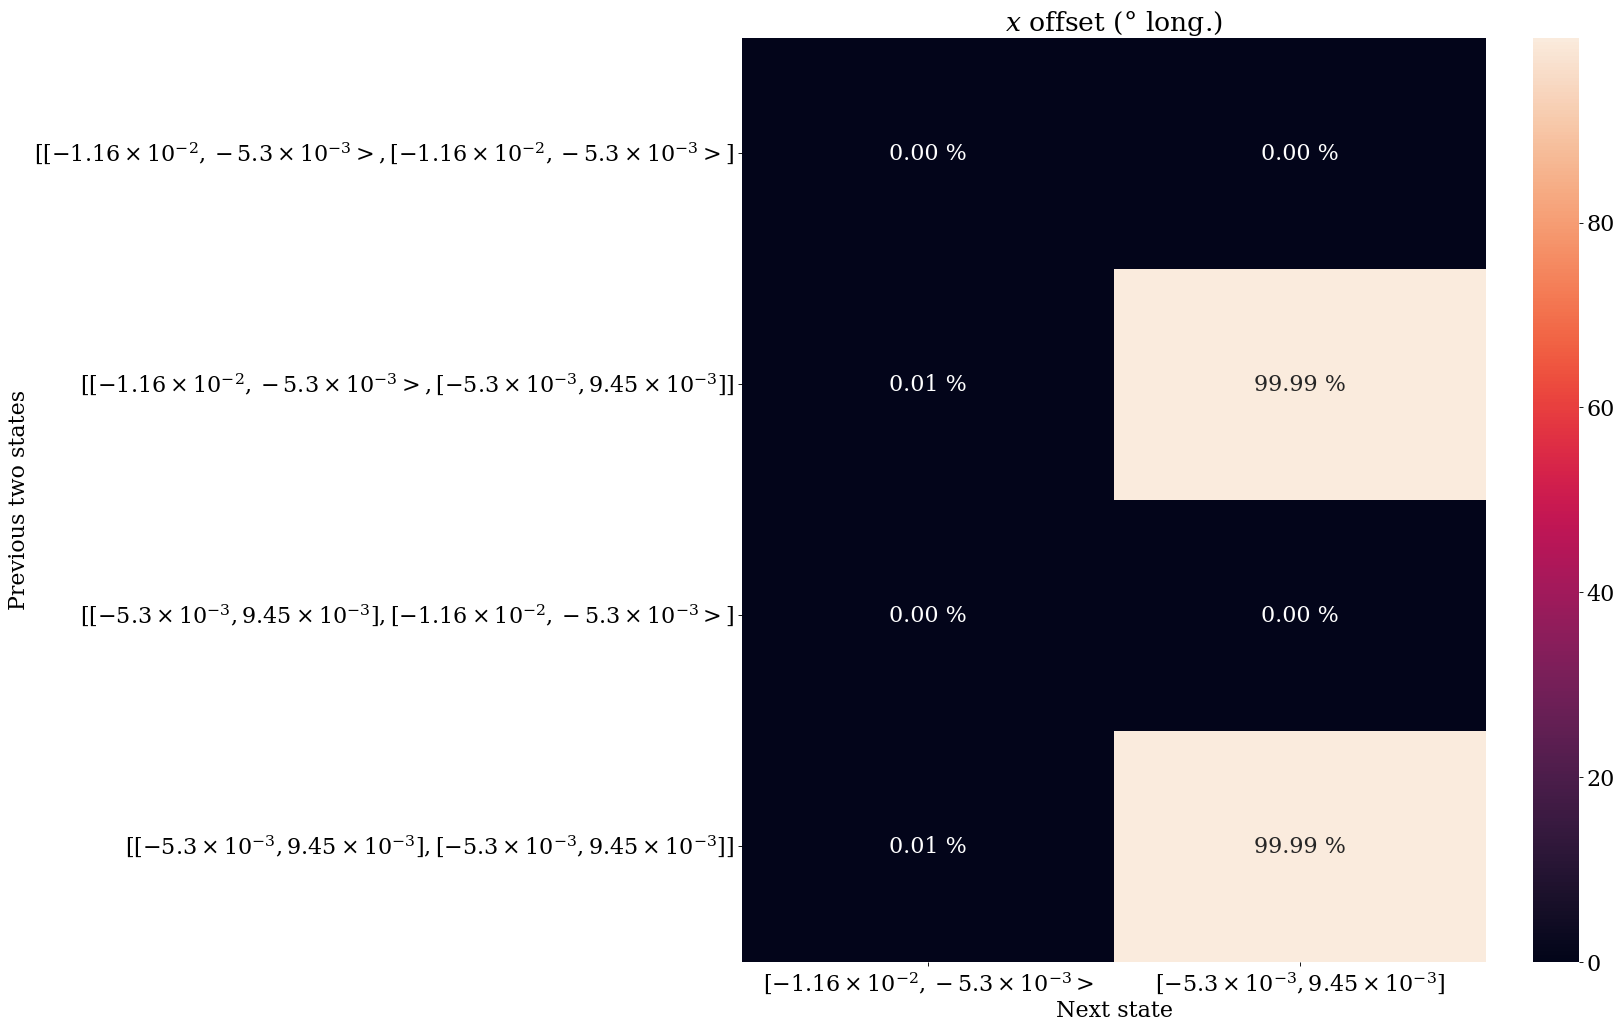 x offset (° long.)
[[−1.16 × 10⁻², −5.3 × 10⁻³ >, [−1.16 × 10⁻², −5.3 × 10⁻³ >]
0.00 %
0.00 %
[[−1.16 × 10⁻², −5.3 × 10⁻³ >, [−5.3 × 10⁻³, 9.45 × 10⁻³]]
0.01 %
99.99 %
[[−5.3 × 10⁻³, 9.45 × 10⁻³], [−1.16 × 10⁻², −5.3 × 10⁻³ >]
0.00 %
0.00 %
[[−5.3 × 10⁻³, 9.45 × 10⁻³], [−5.3 × 10⁻³, 9.45 × 10⁻³]]
0.01 %
99.99 %
Previous two states
[−1.16 × 10⁻², −5.3 × 10⁻³ >
[−5.3 × 10⁻³, 9.45 × 10⁻³]
Next state
80
60
40
20
0